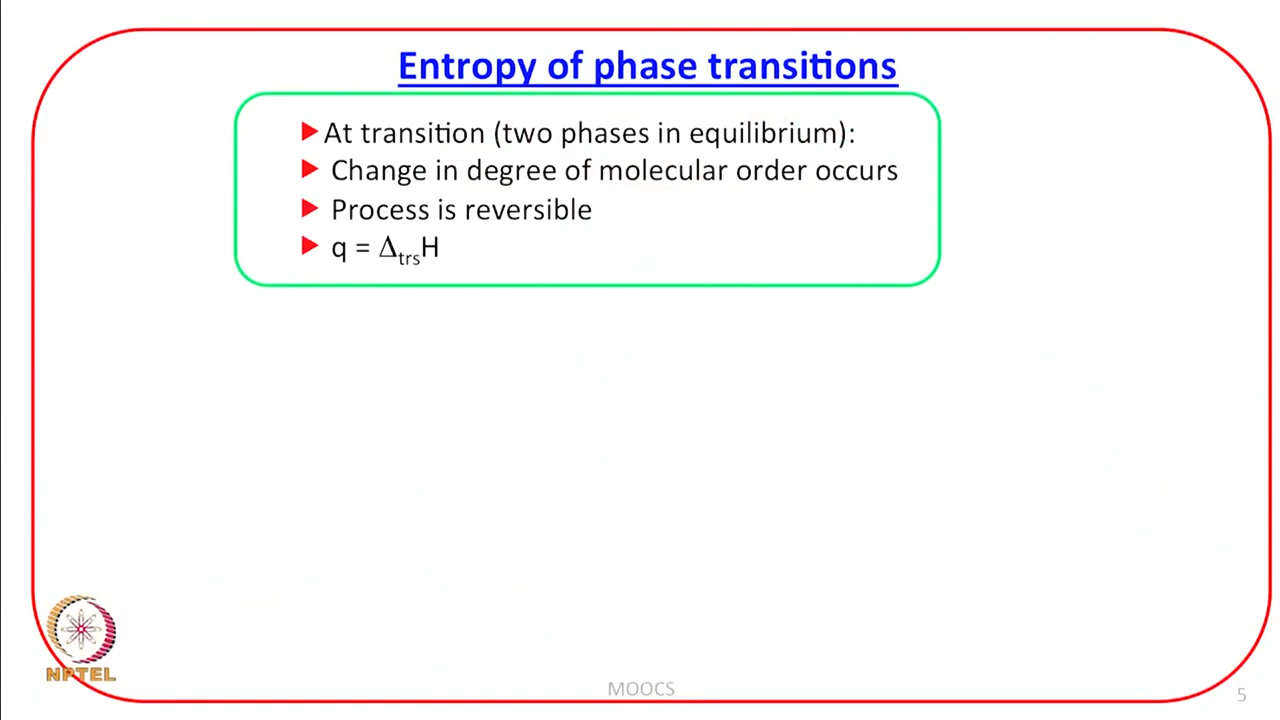 Entropy of phase transitions
▶At transition (two phases in equilibrium):
▶ Change in degree of molecular order occurs
▶ Process is reversible
▶ q = ΔtrsH
NPTEL
MOOCS
5